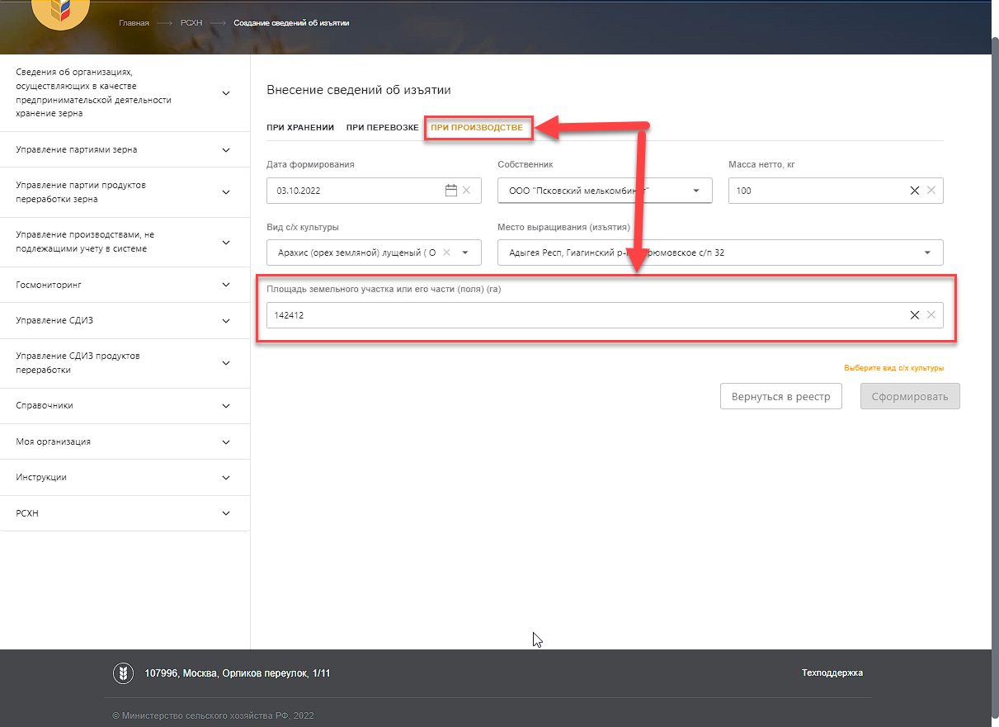 Главная РСХН Создание сведений об изъятии
Сведения об организациях,
осуществляющих в качестве
предпринимательской деятельности
хранение зерна
Управление партиями зерна
Управление партии продуктов
переработки зерна
Управление производствами, не
подлежащими учету в системе
Госмониторинг
Управление СДИЗ
Управление СДИЗ продуктов
переработки
Справочники
Моя организация
Инструкции
РСХН
Внесение сведений об изъятии
ПРИ ХРАНЕНИИ ПРИ ПЕРЕВОЗКЕ ПРИ ПРОИЗВОДСТВЕ
Дата формирования Собственник Масса нетто, кг
03.10.2022 ООО "Псковский 100
Вид с/х культуры Место выращивания (изъятия)
Арахис (орех земляной) лущеный ( О Адыгея Респ, Гиагинский с/п 32
Площадь земельного участка или его части (поля) (га)
142412
Выберите вид с/х культуры
Вернуться в реестр Сформировать
107996, Москва, Орликов переулок, 1/11 Техподдержка
© Министерство сельского хозяйства РФ, 2022